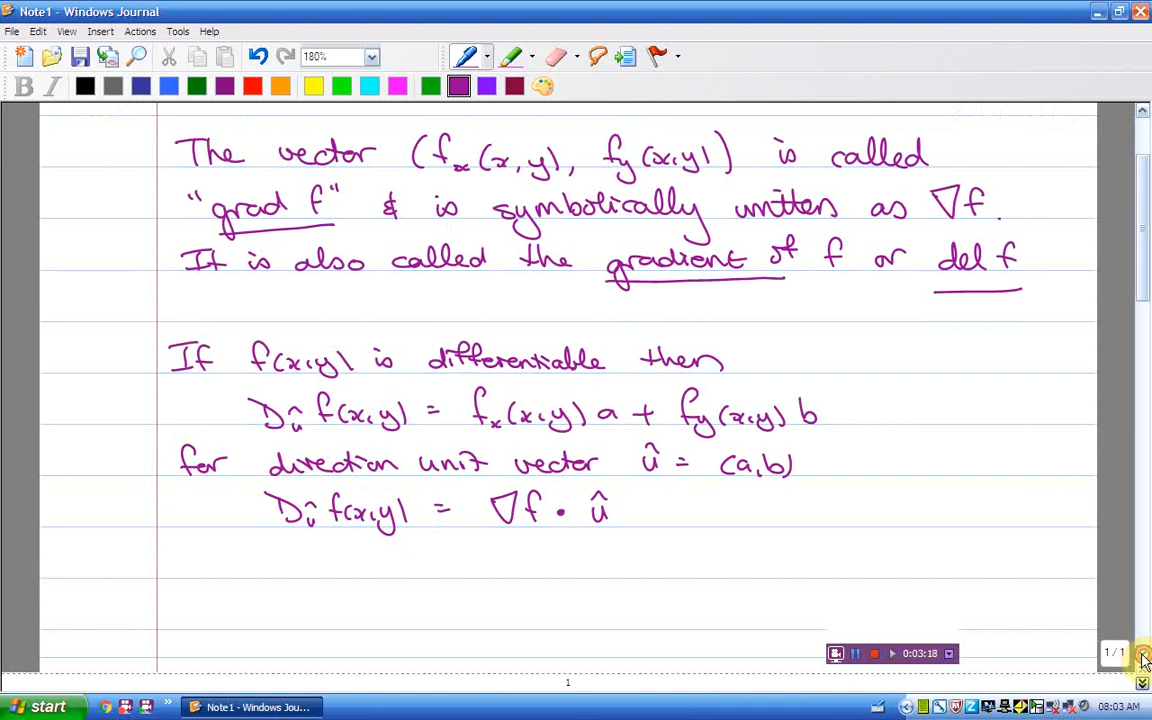 Note1 - Windows Journal
File Edit View Insert Actions Tools Help
180%
B I
The vector (fx(x,y), fy(x,y)) is called
"grad f" & is symbolically written as ∇f.
It is also called the gradient of f or del f
If f(x,y) is differentiable then
Dû f(x,y) = fx(x,y) a + fy(x,y) b
for direction unit vector û = (a,b)
Dû f(x,y) = ∇f • û
0:03:18
1 / 1
1
start
Note1 - Windows Jou...
08:03 AM